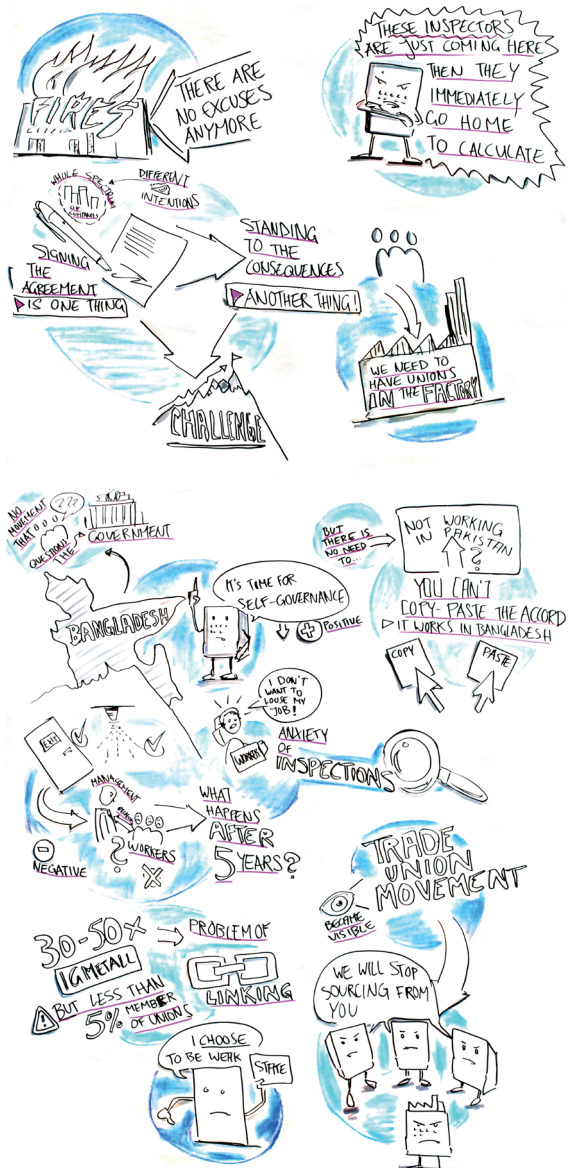 FIRES
THERE ARE
NO EXCUSES
ANYMORE
THESE INSPECTORS
ARE JUST COMING HERE
THEN THEY
IMMEDIATELY
GO HOME
TO CALCULATE
WHOLE SPECTRUM
OF COMPANIES
DIFFERENT
INTENTIONS
SIGNING
THE
AGREEMENT
IS ONE THING
STANDING
TO THE
CONSEQUENCES
ANOTHER THING!
CHALLENGE
WE NEED TO
HAVE UNIONS
IN THE FACTORY
NO
MOVEMENT
THAT
QUESTION!
THE
GOVERNMENT
???
BANGLADESH
IT'S TIME FOR
SELF-GOVERNANCE
+ POSITIVE
BUT
THERE IS
NO NEED
TO...
NOT WORKING
IN PAKISTAN
?
YOU CAN'T
COPY-PASTE THE ACCORD
IT WORKS IN BANGLADESH
COPY
PASTE
EXIT
I DON'T
WANT TO
LOUSE MY
JOB!
WORKER
ANXIETY
OF
INSPECTIONS
MANAGEMENT
?
WORKERS
- NEGATIVE
WHAT
HAPPENS
AFTER
5 YEARS?
TRADE
UNION
MOVEMENT
BECAME
VISIBLE
30-50+
IG METALL
! BUT LESS THAN
5% MEMBER
OF UNIONS
PROBLEM OF
LINKING
WE WILL STOP
SOURCING FROM
YOU
I CHOOSE
TO BE WEAK
STATE